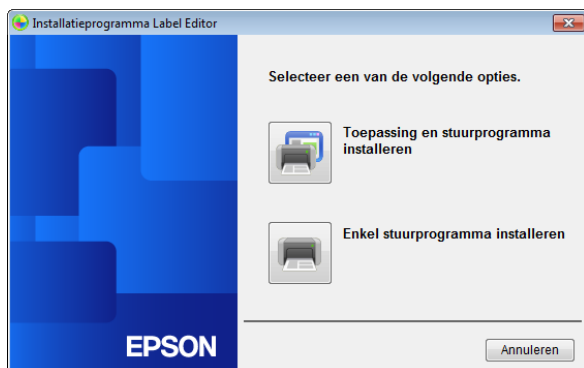 Installatieprogramma Label Editor
Selecteer een van de volgende opties.
Toepassing en stuurprogramma
installeren
Enkel stuurprogramma installeren
EPSON
Annuleren